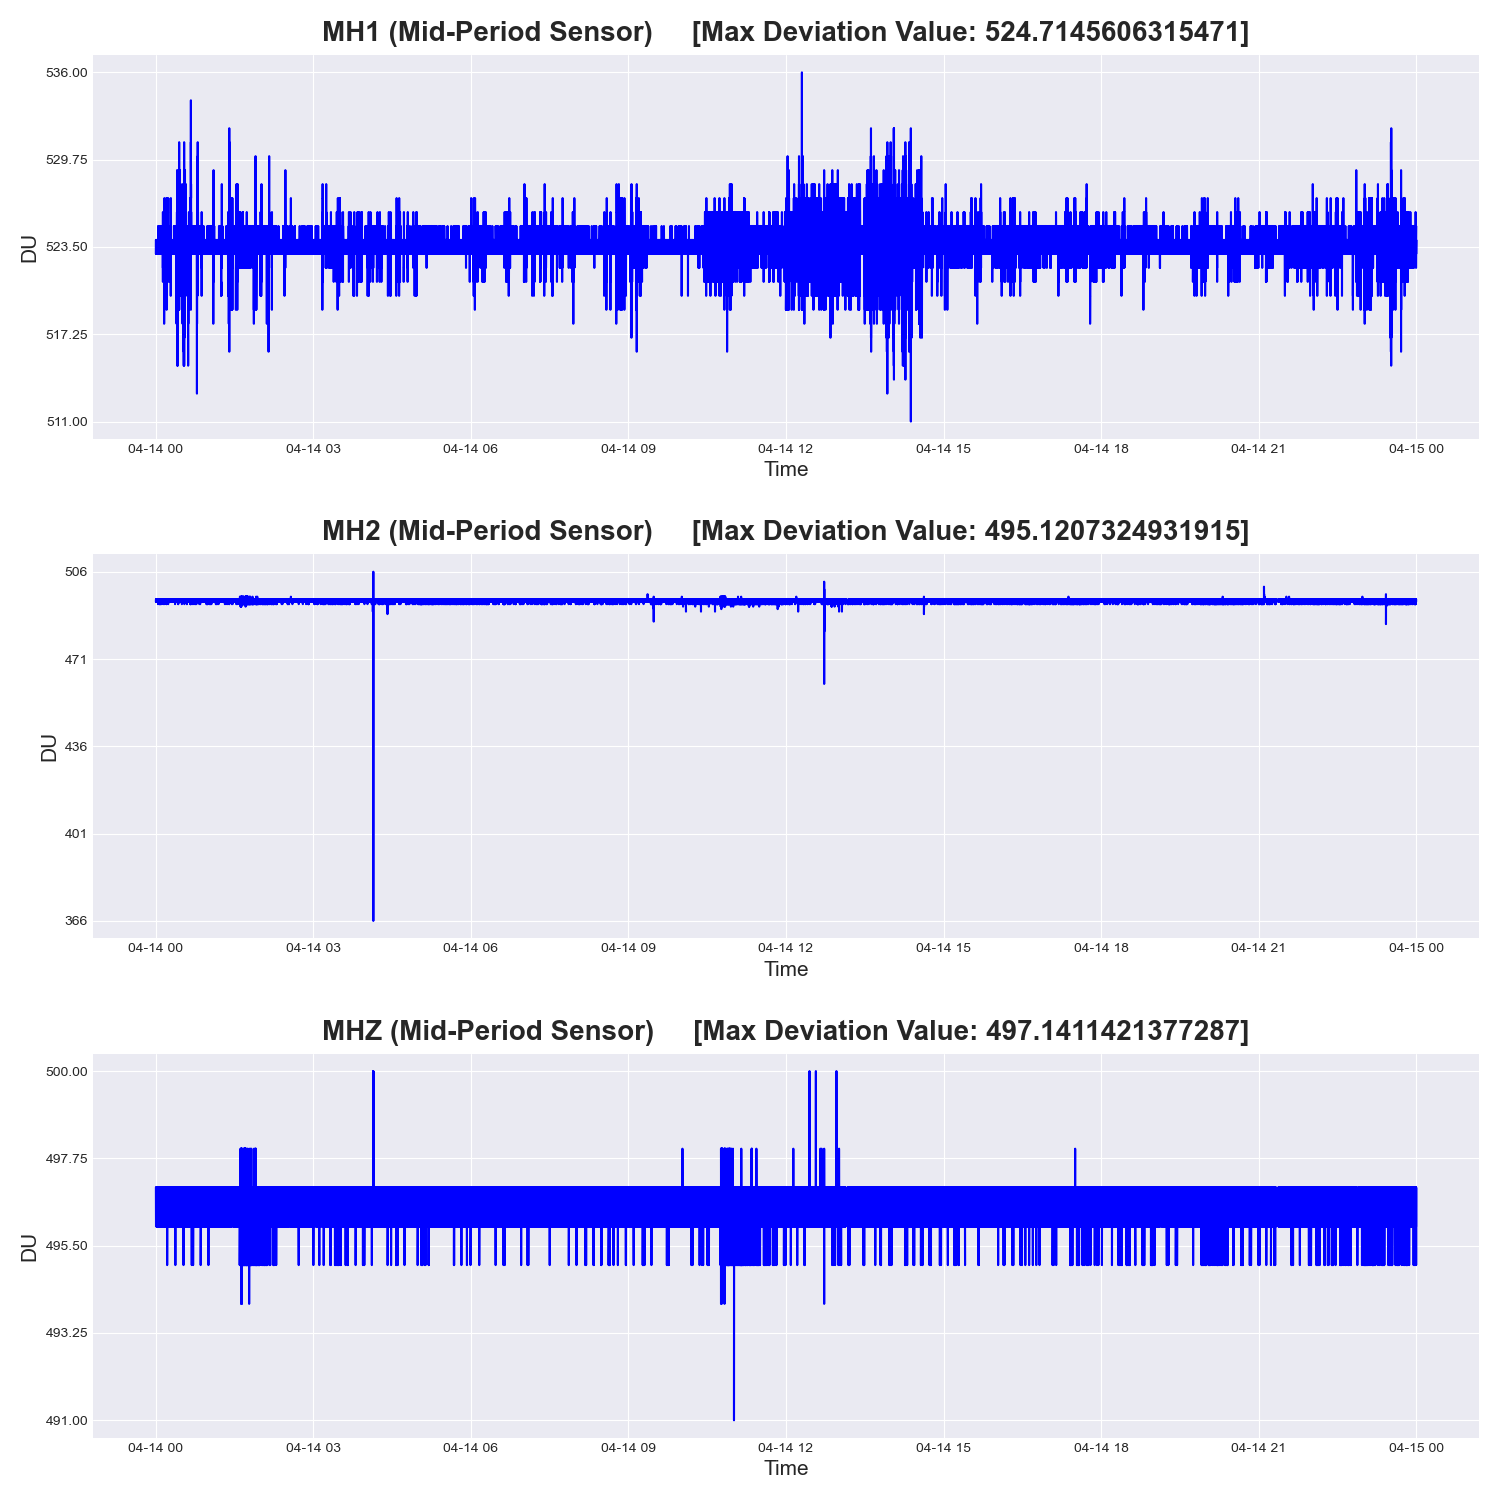 MH1 (Mid-Period Sensor) [Max Deviation Value: 524.7145606315471]
536.00
529.75
523.50
517.25
511.00
DU
04-14 00 04-14 03 04-14 06 04-14 09 04-14 12 04-14 15 04-14 18 04-14 21 04-15 00
Time
MH2 (Mid-Period Sensor) [Max Deviation Value: 495.1207324931915]
506
471
436
401
366
DU
04-14 00 04-14 03 04-14 06 04-14 09 04-14 12 04-14 15 04-14 18 04-14 21 04-15 00
Time
MHZ (Mid-Period Sensor) [Max Deviation Value: 497.1411421377287]
500.00
497.75
495.50
493.25
491.00
DU
04-14 00 04-14 03 04-14 06 04-14 09 04-14 12 04-14 15 04-14 18 04-14 21 04-15 00
Time